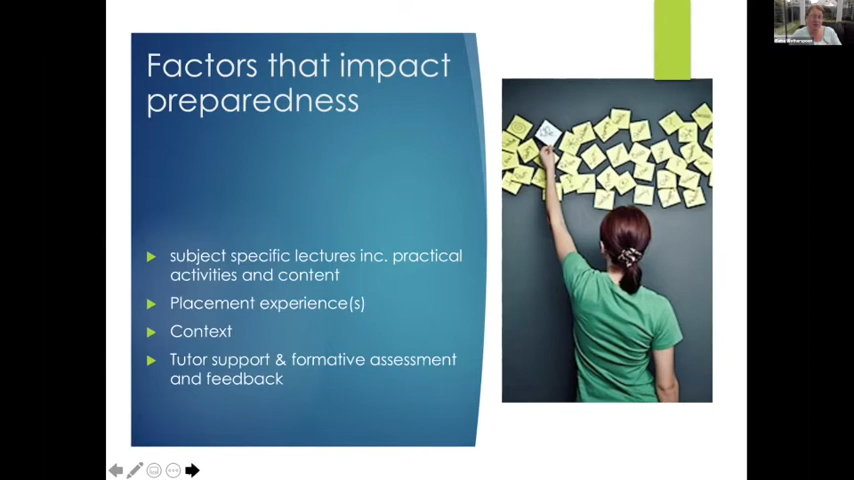 Factors that impact
preparedness
subject specific lectures inc. practical
activities and content
Placement experience(s)
Context
Tutor support & formative assessment
and feedback